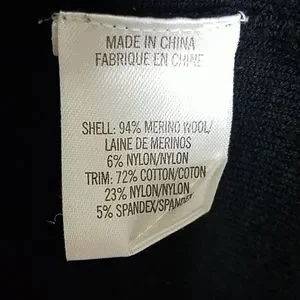 MADE IN CHINA
FABRIQUE EN CHINE
SHELL: 94% MERINO WOOL/
LAINE DE MERINOS
6% NYLON/NYLON
TRIM: 72% COTTON/COTON
23% NYLON/NYLON
5% SPANDEX/SPANDEX